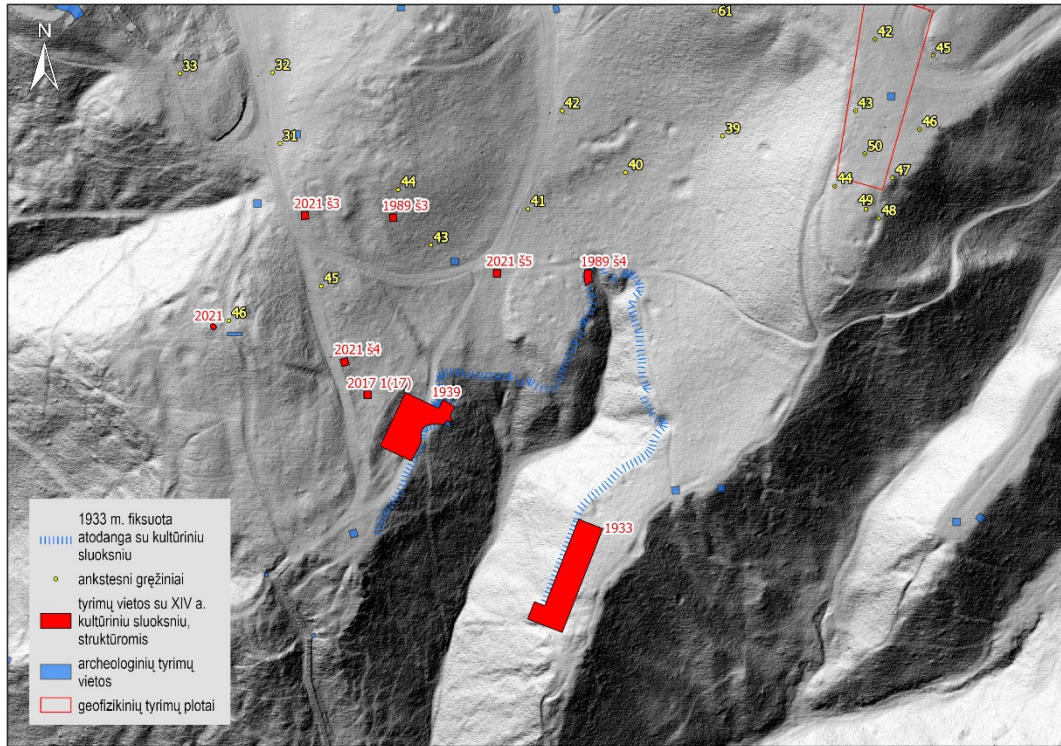 N
61
42
45
33
32
42
43
46
31
39
50
47
40
44
44
49
48
2021 š3
1989 š3
41
43
2021 š5
1989 š4
45
2021
46
2021 š4
2017 1(17)
1939
1933
1933 m. fiksuota
atodanga su kultūriniu
sluoksniu
ankstesni gręžiniai
tyrimų vietos su XIV a.
kultūriniu sluoksniu,
struktūromis
archeologinių tyrimų
vietos
geofizikinių tyrimų plotai